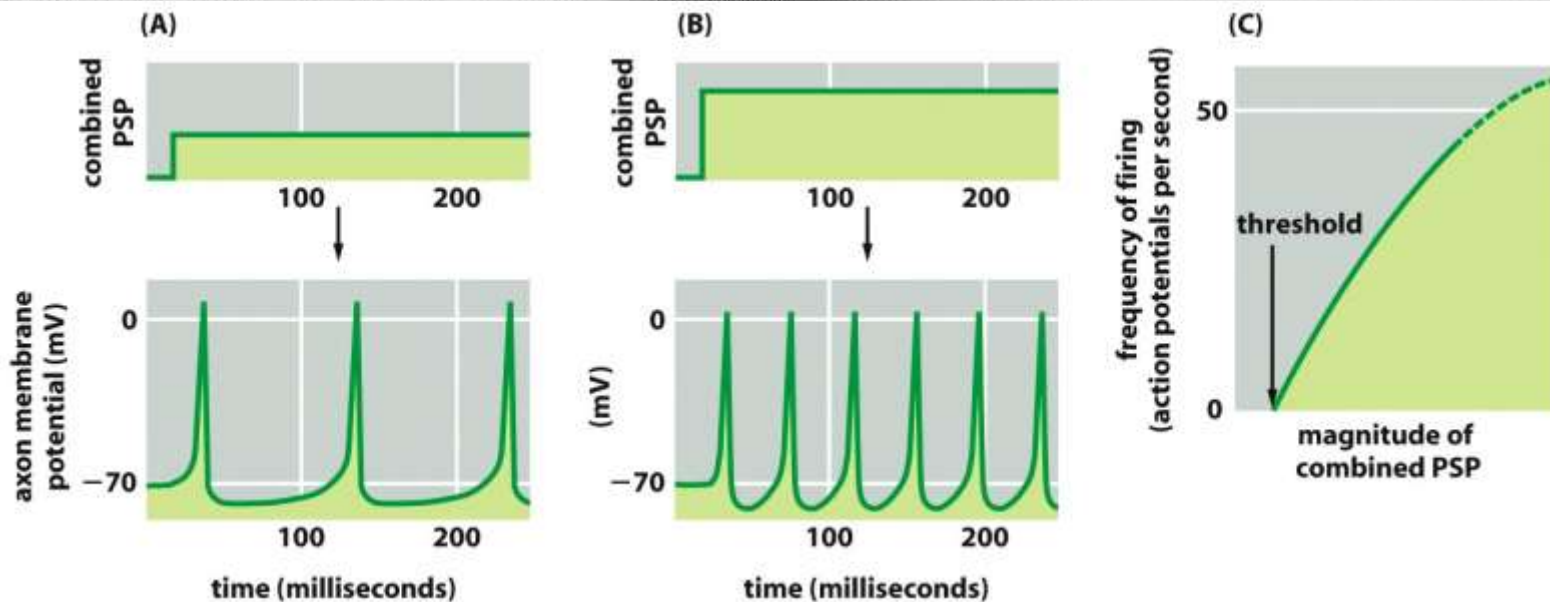 (A)
combined
PSP
100 200
axon membrane
potential (mV)
0
−70
100 200
time (milliseconds)
(B)
combined
PSP
100 200
(mV)
0
−70
100 200
time (milliseconds)
(C)
frequency of firing
(action potentials per second)
50
threshold
0
magnitude of
combined PSP